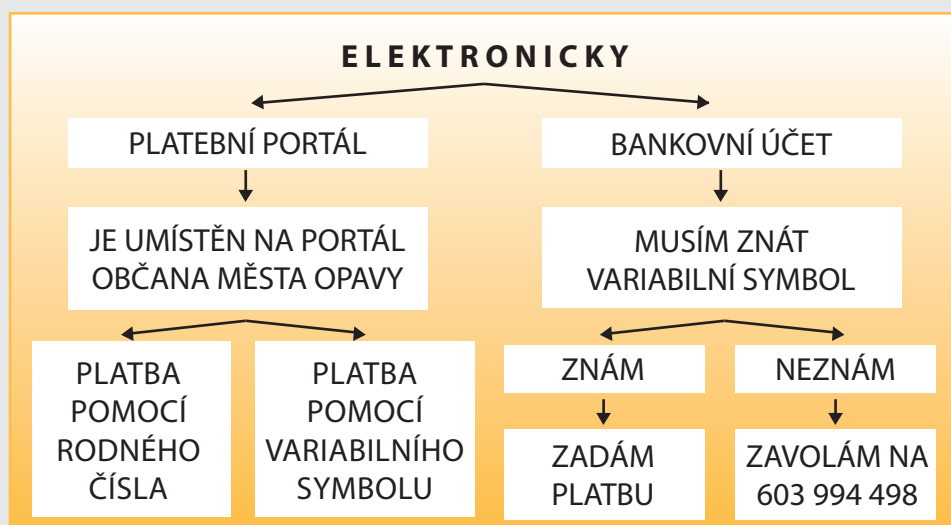 ELEKTRONICKY
PLATEBNÍ PORTÁL
BANKOVNÍ ÚČET
JE UMÍSTĚN NA PORTÁL
OBČANA MĚSTA OPAVY
MUSÍM ZNÁT
VARIABILNÍ SYMBOL
PLATBA
POMOCÍ
RODNÉHO
ČÍSLA
PLATBA
POMOCÍ
VARIABILNÍHO
SYMBOLU
ZNÁM
NEZNÁM
ZADÁM
PLATBU
ZAVOLÁM NA
603 994 498